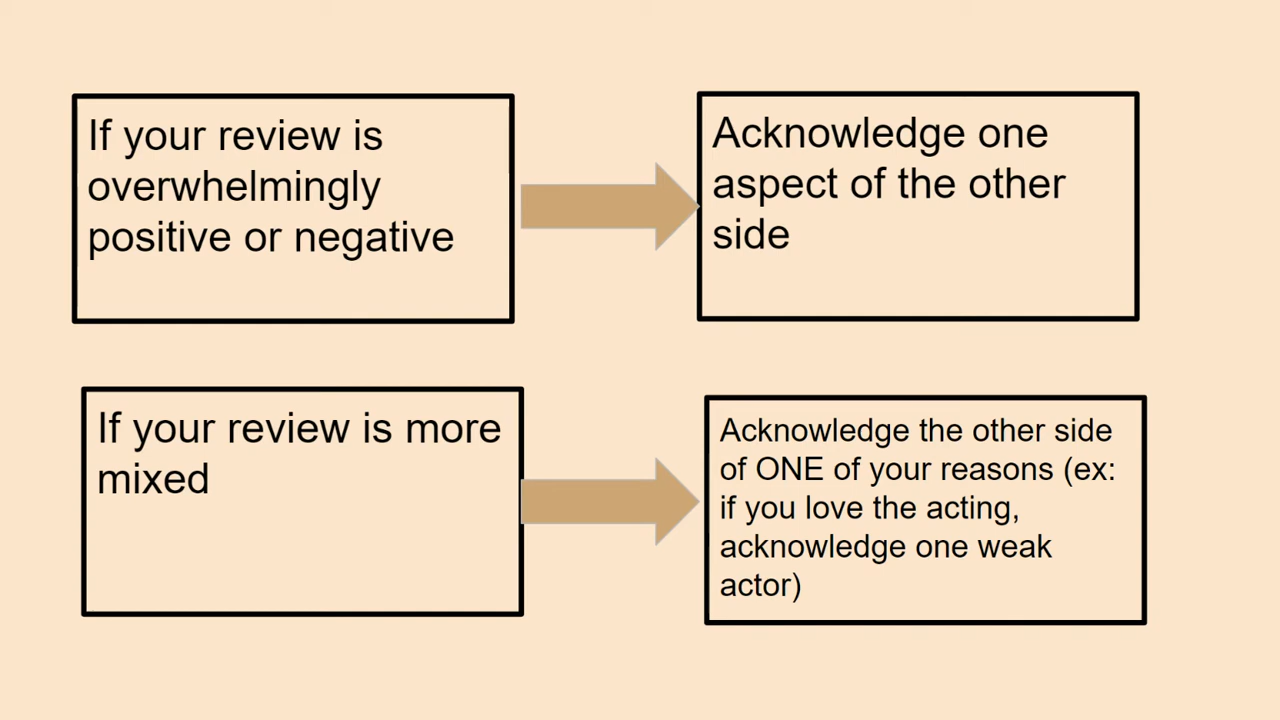 If your review is
overwhelmingly
positive or negative
Acknowledge one
aspect of the other
side
If your review is more
mixed
Acknowledge the other side
of ONE of your reasons (ex:
if you love the acting,
acknowledge one weak
actor)